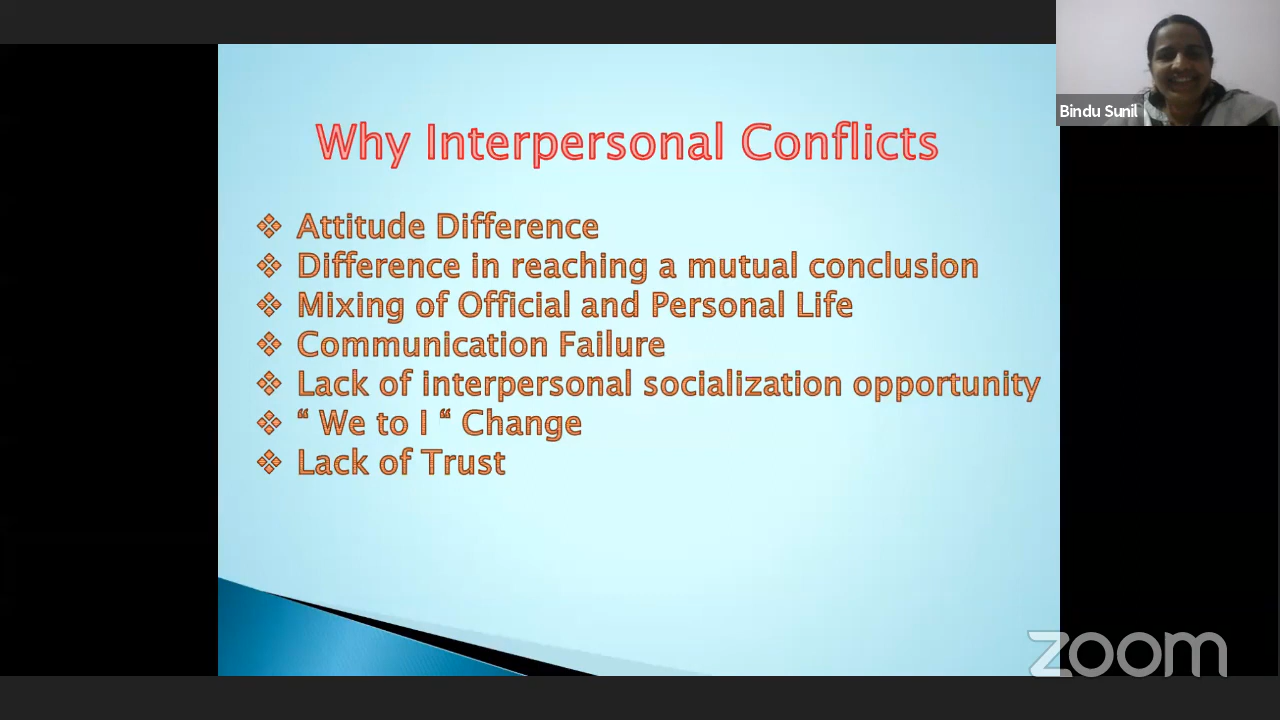 Bindu Sunil
Why Interpersonal Conflicts
❖ Attitude Difference
❖ Difference in reaching a mutual conclusion
❖ Mixing of Official and Personal Life
❖ Communication Failure
❖ Lack of interpersonal socialization opportunity
❖ “ We to I “ Change
❖ Lack of Trust
zoom